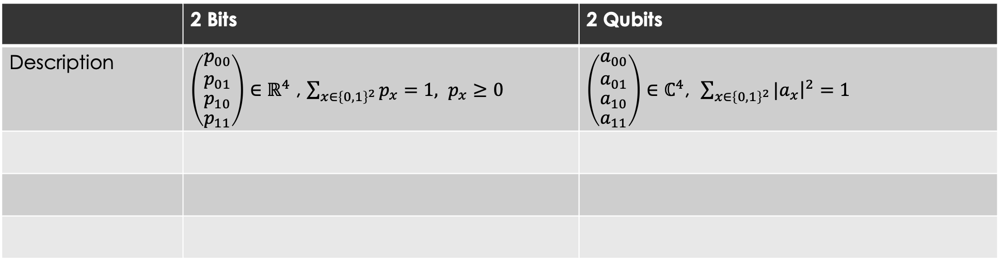 2 Bits 2 Qubits
Description (p₀₀ p₀₁ p₁₀ p₁₁) ∈ ℝ⁴ , ∑_{x∈{0,1}²} pₓ = 1, pₓ ≥ 0 (a₀₀ a₀₁ a₁₀ a₁₁) ∈ ℂ⁴, ∑_{x∈{0,1}²} |aₓ|² = 1